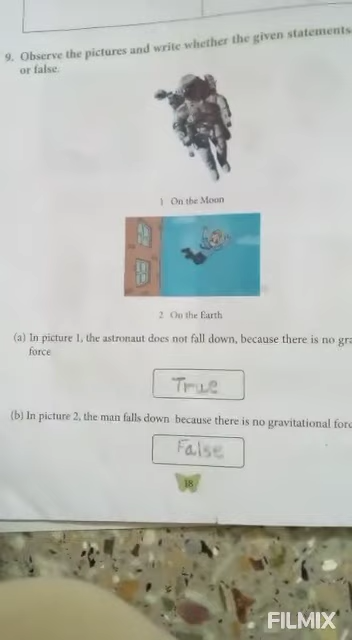 9. Observe the pictures and write whether the given statements
or false.
1 On the Moon
2 On the Earth
(a) In picture 1, the astronaut does not fall down, because there is no gra
force
True
(b) In picture 2, the man falls down because there is no gravitational forc
False
18
FILMIX